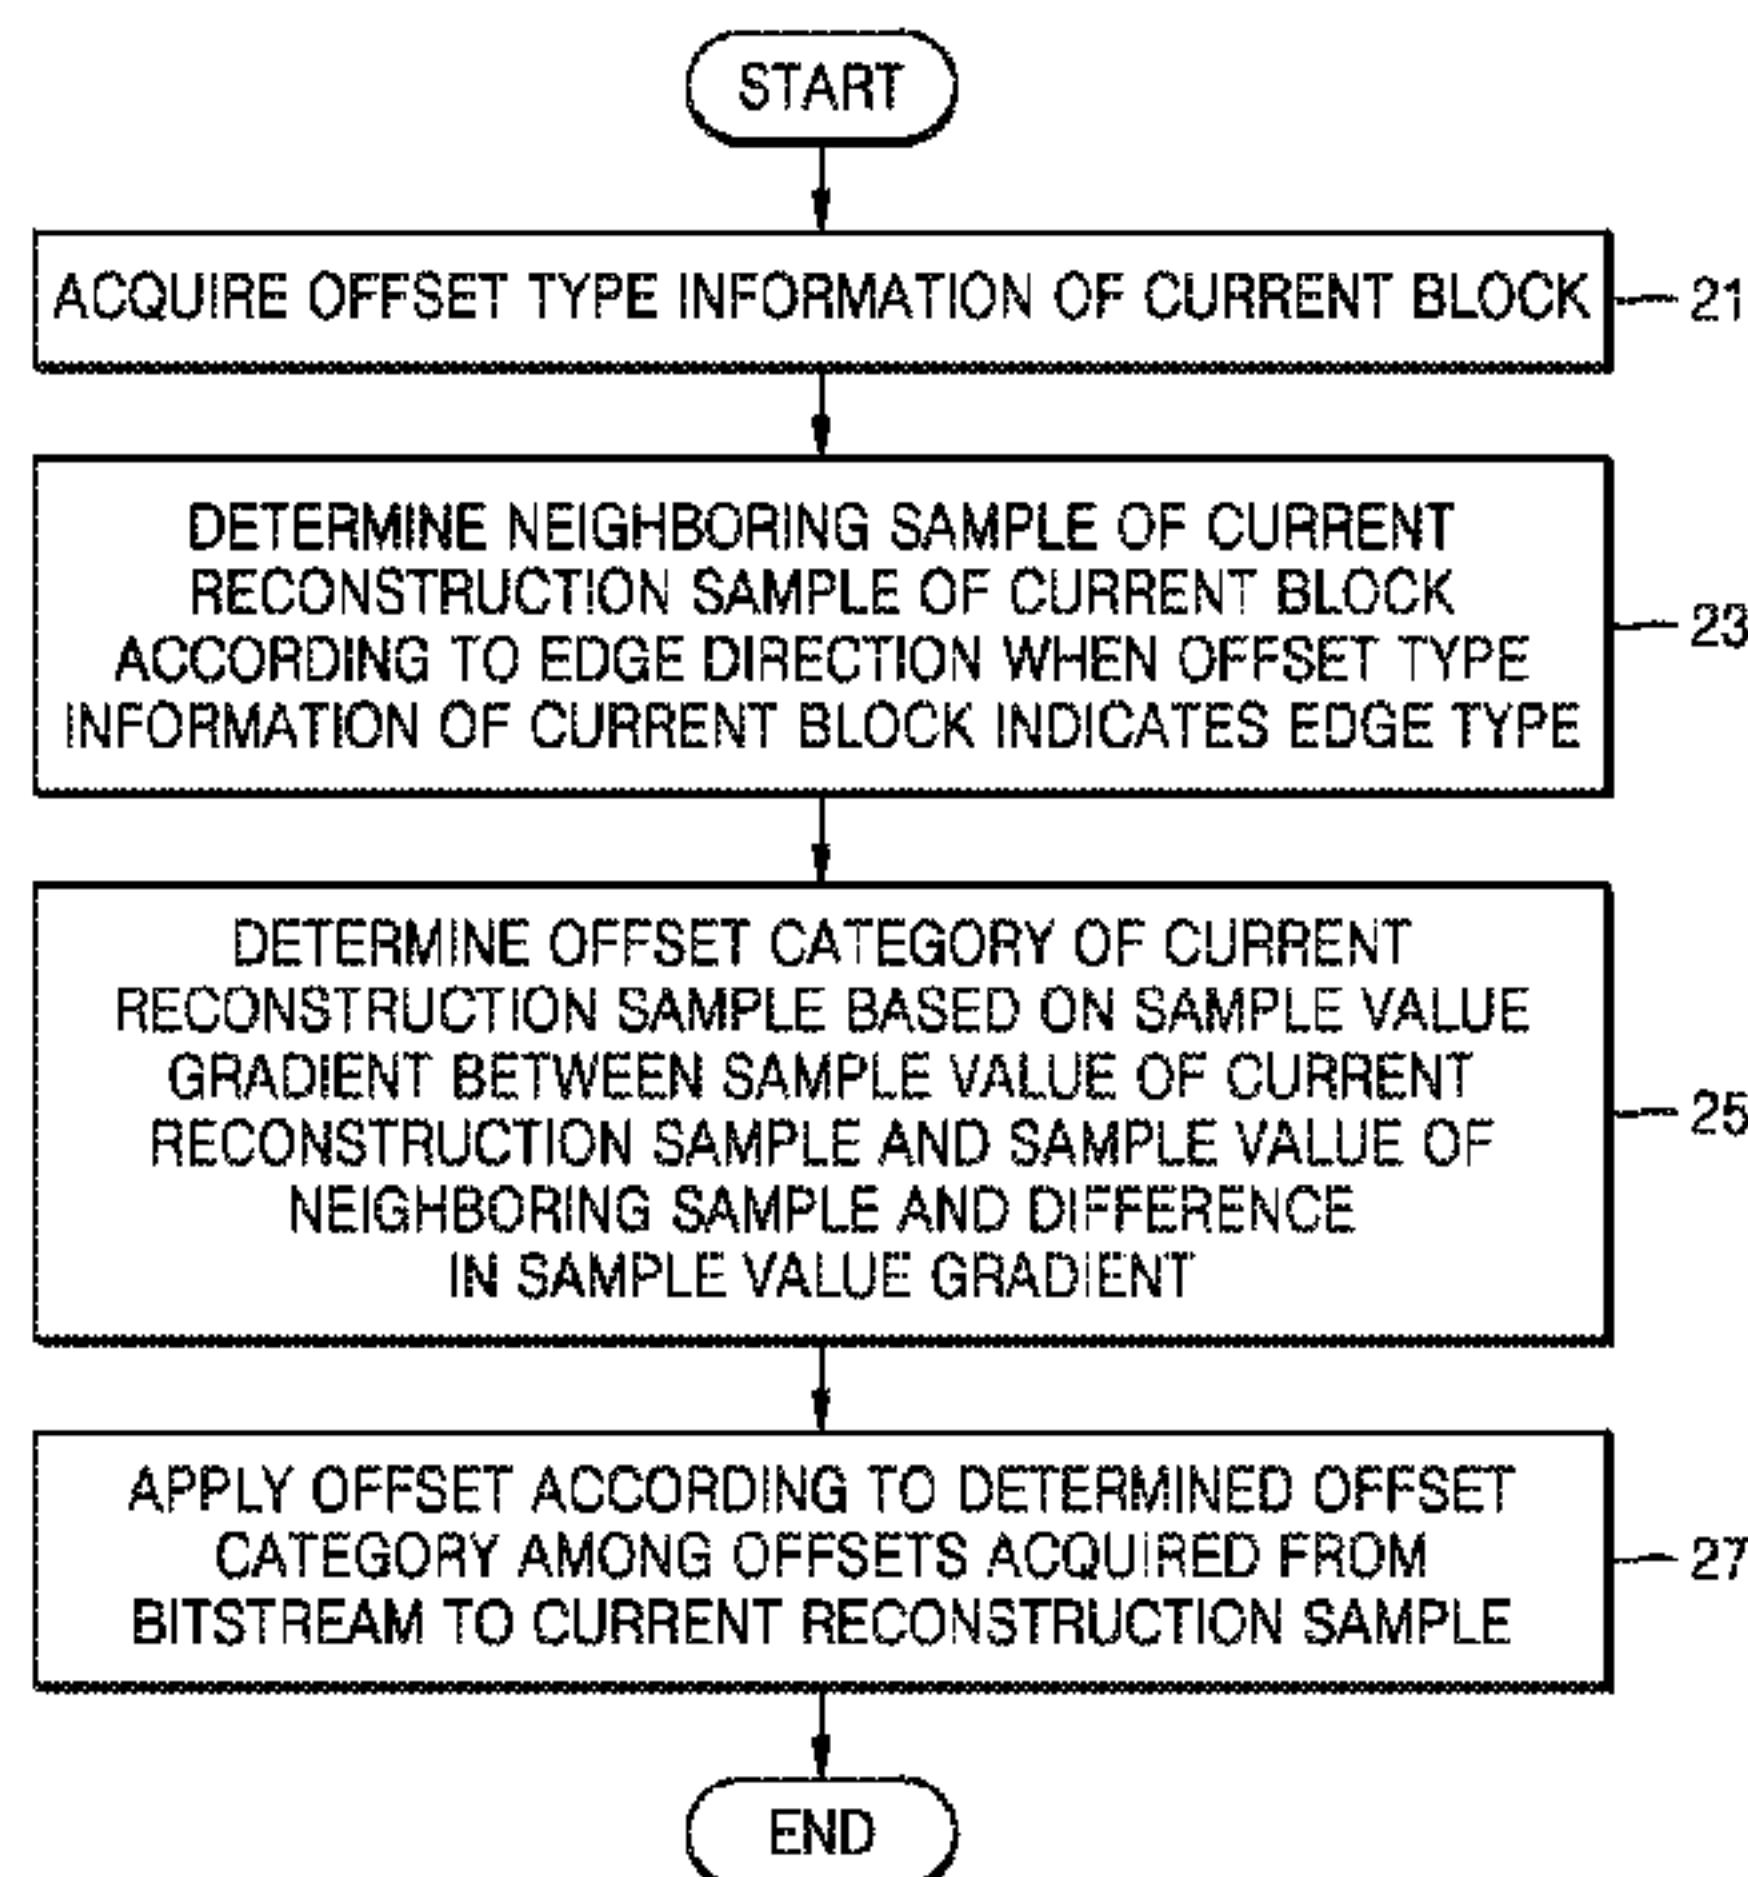 START
ACQUIRE OFFSET TYPE INFORMATION OF CURRENT BLOCK
21
DETERMINE NEIGHBORING SAMPLE OF CURRENT
RECONSTRUCTION SAMPLE OF CURRENT BLOCK
ACCORDING TO EDGE DIRECTION WHEN OFFSET TYPE
INFORMATION OF CURRENT BLOCK INDICATES EDGE TYPE
23
DETERMINE OFFSET CATEGORY OF CURRENT
RECONSTRUCTION SAMPLE BASED ON SAMPLE VALUE
GRADIENT BETWEEN SAMPLE VALUE OF CURRENT
RECONSTRUCTION SAMPLE AND SAMPLE VALUE OF
NEIGHBORING SAMPLE AND DIFFERENCE
IN SAMPLE VALUE GRADIENT
25
APPLY OFFSET ACCORDING TO DETERMINED OFFSET
CATEGORY AMONG OFFSETS ACQUIRED FROM
BITSTREAM TO CURRENT RECONSTRUCTION SAMPLE
27
END